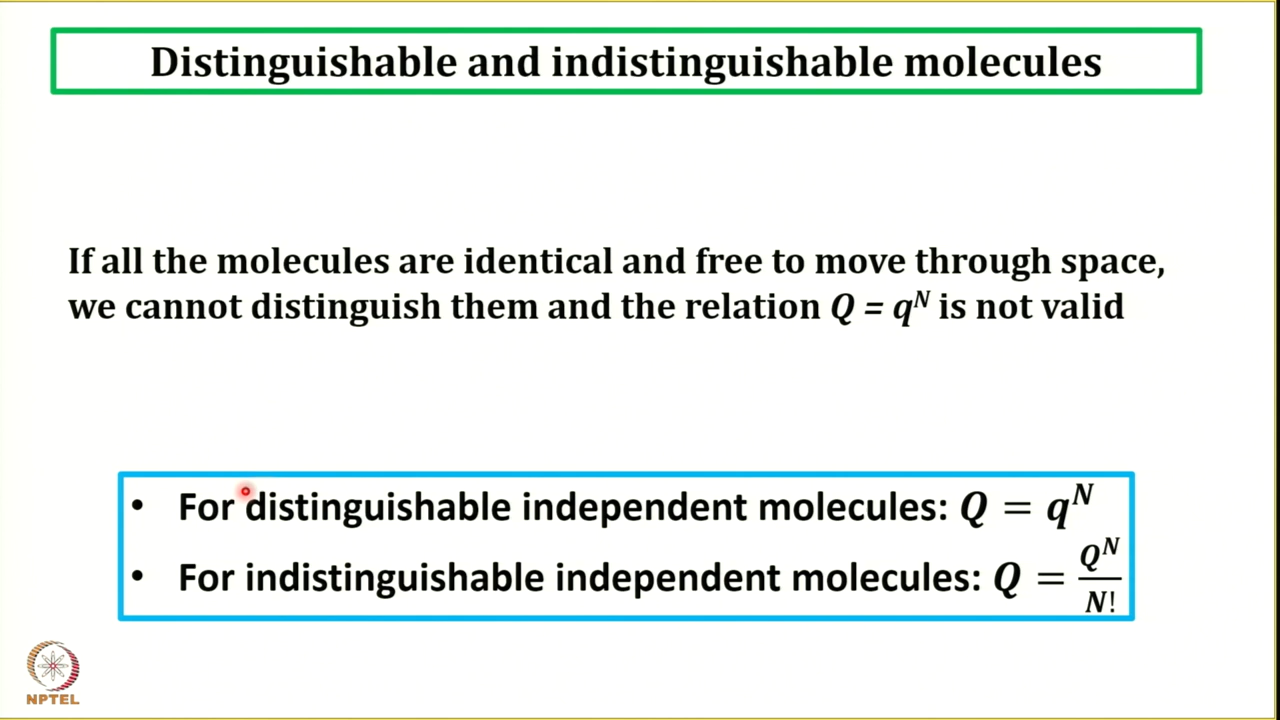 Distinguishable and indistinguishable molecules
If all the molecules are identical and free to move through space,
we cannot distinguish them and the relation Q = q^N is not valid
• For distinguishable independent molecules: Q = q^N
• For indistinguishable independent molecules: Q = Q^N/N!
NPTEL